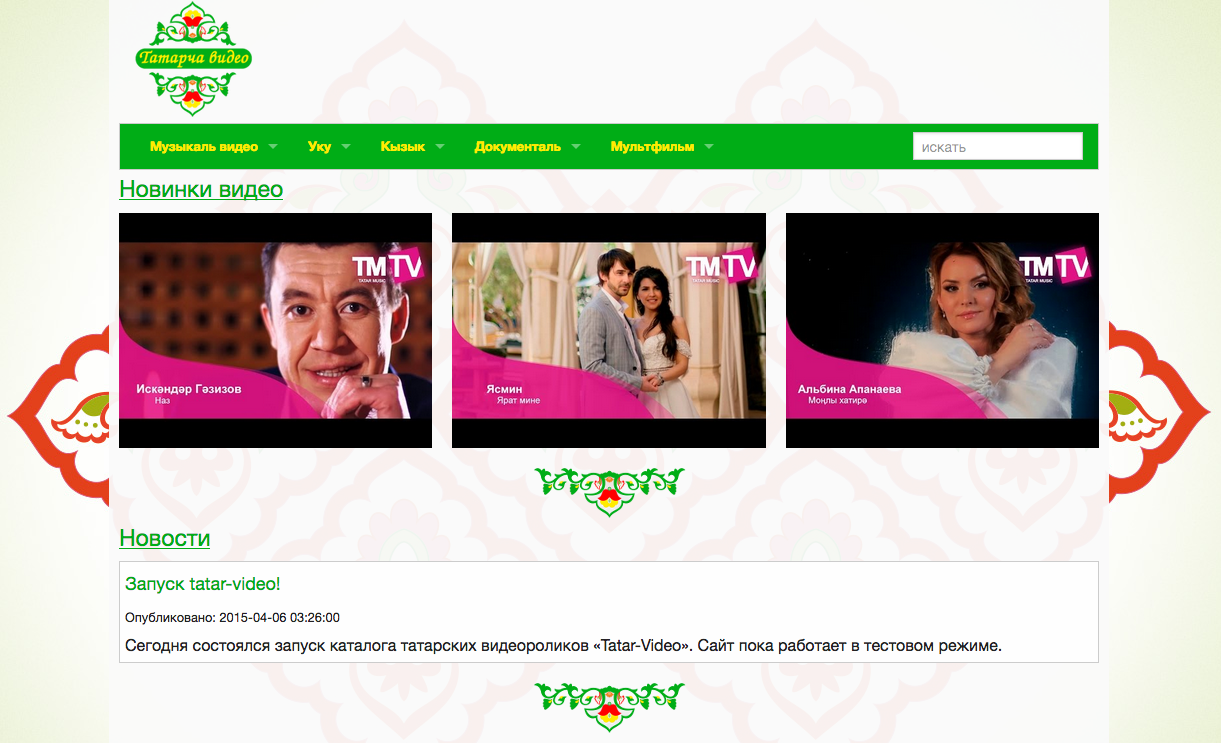 Татарча видео
Музыкаль видео Уку Кызык Документаль Мультфильм искать
Новинки видео
TMTV
TATAR MUSIC
Искәндәр Гәзизов
Наз
TMTV
TATAR MUSIC
Ясмин
Ярат мине
TMTV
TATAR MUSIC
Альбина Апанаева
Моңлы хатирә
Новости
Запуск tatar-video!
Опубликовано: 2015-04-06 03:26:00
Сегодня состоялся запуск каталога татарских видеороликов «Tatar-Video». Сайт пока работает в тестовом режиме.